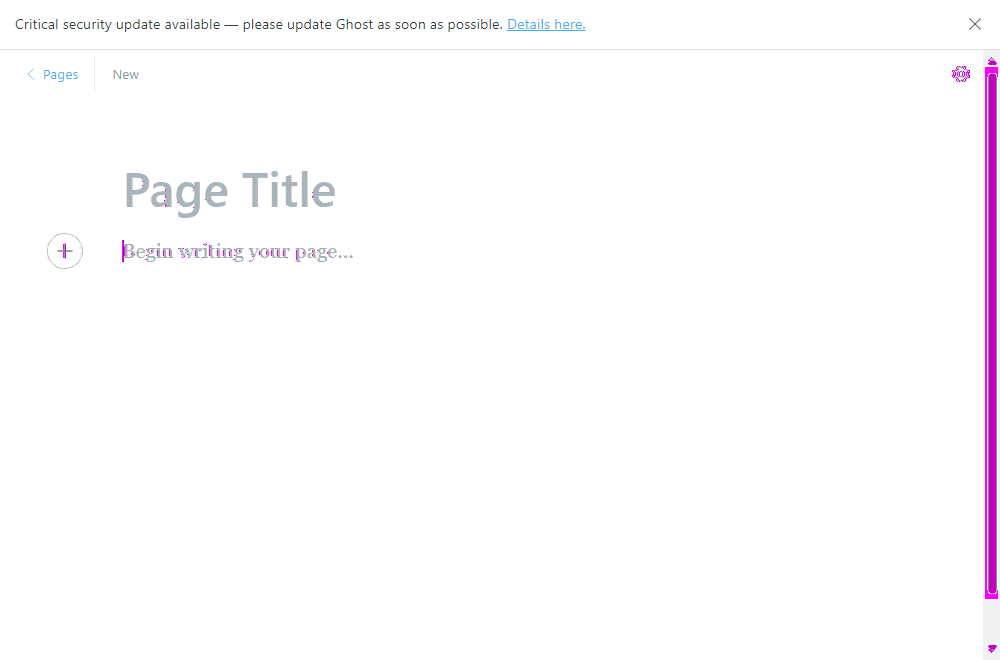 Critical security update available — please update Ghost as soon as possible. Details here.
Pages
New
Page Title
Begin writing your page...